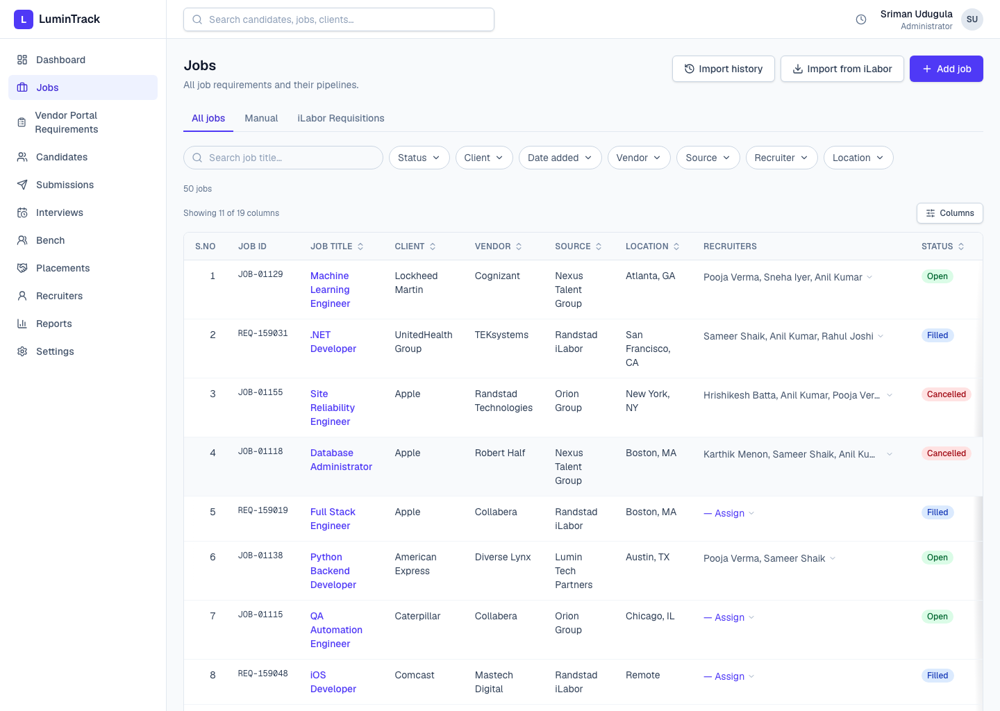 L LuminTrack
Search candidates, jobs, clients...
Sriman Udugula
Administrator
SU
Dashboard
Jobs
Vendor Portal
Requirements
Candidates
Submissions
Interviews
Bench
Placements
Recruiters
Reports
Settings
Jobs
All job requirements and their pipelines.
Import history
Import from iLabor
Add job
All jobs
Manual
iLabor Requisitions
Search job title...
Status
Client
Date added
Vendor
Source
Recruiter
Location
50 jobs
Showing 11 of 19 columns
Columns
S.NO JOB ID JOB TITLE CLIENT VENDOR SOURCE LOCATION RECRUITERS STATUS
1 JOB-01129 Machine Lockheed Cognizant Nexus Atlanta, GA Pooja Verma, Sneha Iyer, Anil Kumar Open
Learning Martin Talent
Engineer Group
2 REQ-159031 .NET UnitedHealth TEKsystems Randstad San Sameer Shaik, Anil Kumar, Rahul Joshi Filled
Developer Group iLabor Francisco,
CA
3 JOB-01155 Site Apple Randstad Orion New York, Hrishikesh Batta, Anil Kumar, Pooja Ver... Cancelled
Reliability Technologies Group NY
Engineer
4 JOB-01118 Database Apple Robert Half Nexus Boston, MA Karthik Menon, Sameer Shaik, Anil Ku... Cancelled
Administrator Talent
Group
5 REQ-159019 Full Stack Apple Collabera Randstad Boston, MA — Assign Filled
Engineer iLabor
6 JOB-01138 Python American Diverse Lynx Lumin Austin, TX Pooja Verma, Sameer Shaik Open
Backend Express Tech
Developer Partners
7 JOB-01115 QA Caterpillar Collabera Orion Chicago, IL — Assign Open
Automation Group
Engineer
8 REQ-159048 iOS Comcast Mastech Randstad Remote — Assign Filled
Developer Digital iLabor